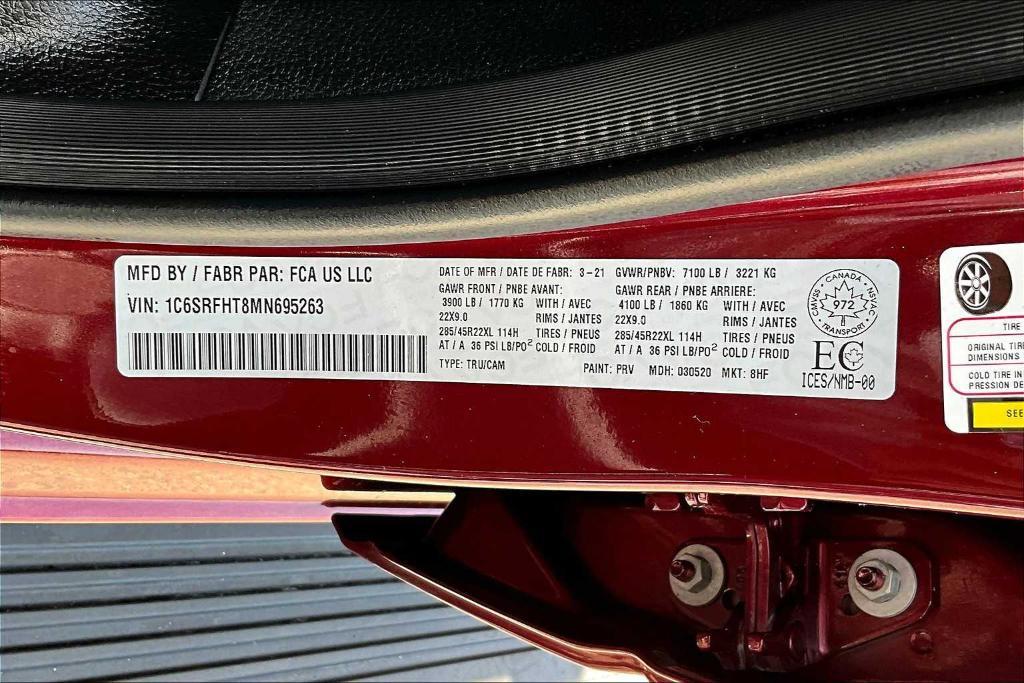 MFD BY / FABR PAR: FCA US LLC
VIN: 1C6SRFHT8MN695263
DATE OF MFR / DATE DE FABR: 3-21 GVWR/PNBV: 7100 LB / 3221 KG
GAWR FRONT / PNBE AVANT: GAWR REAR / PNBE ARRIERE:
3900 LB / 1770 KG WITH / AVEC 4100 LB / 1860 KG WITH / AVEC
22X9.0 RIMS / JANTES 22X9.0 RIMS / JANTES
285/45R22XL 114H TIRES / PNEUS 285/45R22XL 114H TIRES / PNEUS
AT / A 36 PSI LB/PO² COLD / FROID AT / A 36 PSI LB/PO² COLD / FROID
TYPE: TRU/CAM PAINT: PRV MDH: 030520 MKT: 8HF
CANADA
CMVSS 972 NSVAC
TRANSPORT
EC
ICES/NMB-00
TIRE
ORIGINAL TIRE
DIMENSIONS
COLD TIRE IN
PRESSION DE
SEE